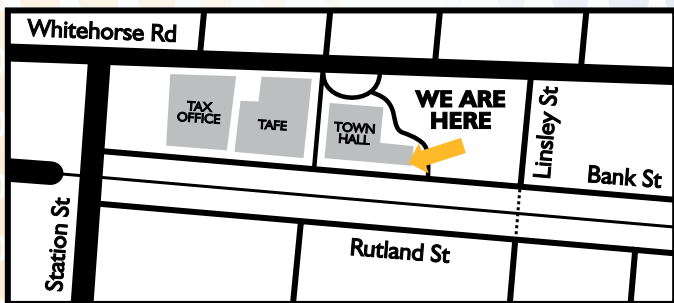 Whitehorse Rd
TAX
OFFICE
TAFE
TOWN
HALL
WE ARE
HERE
Linsley St
Bank St
Station St
Rutland St